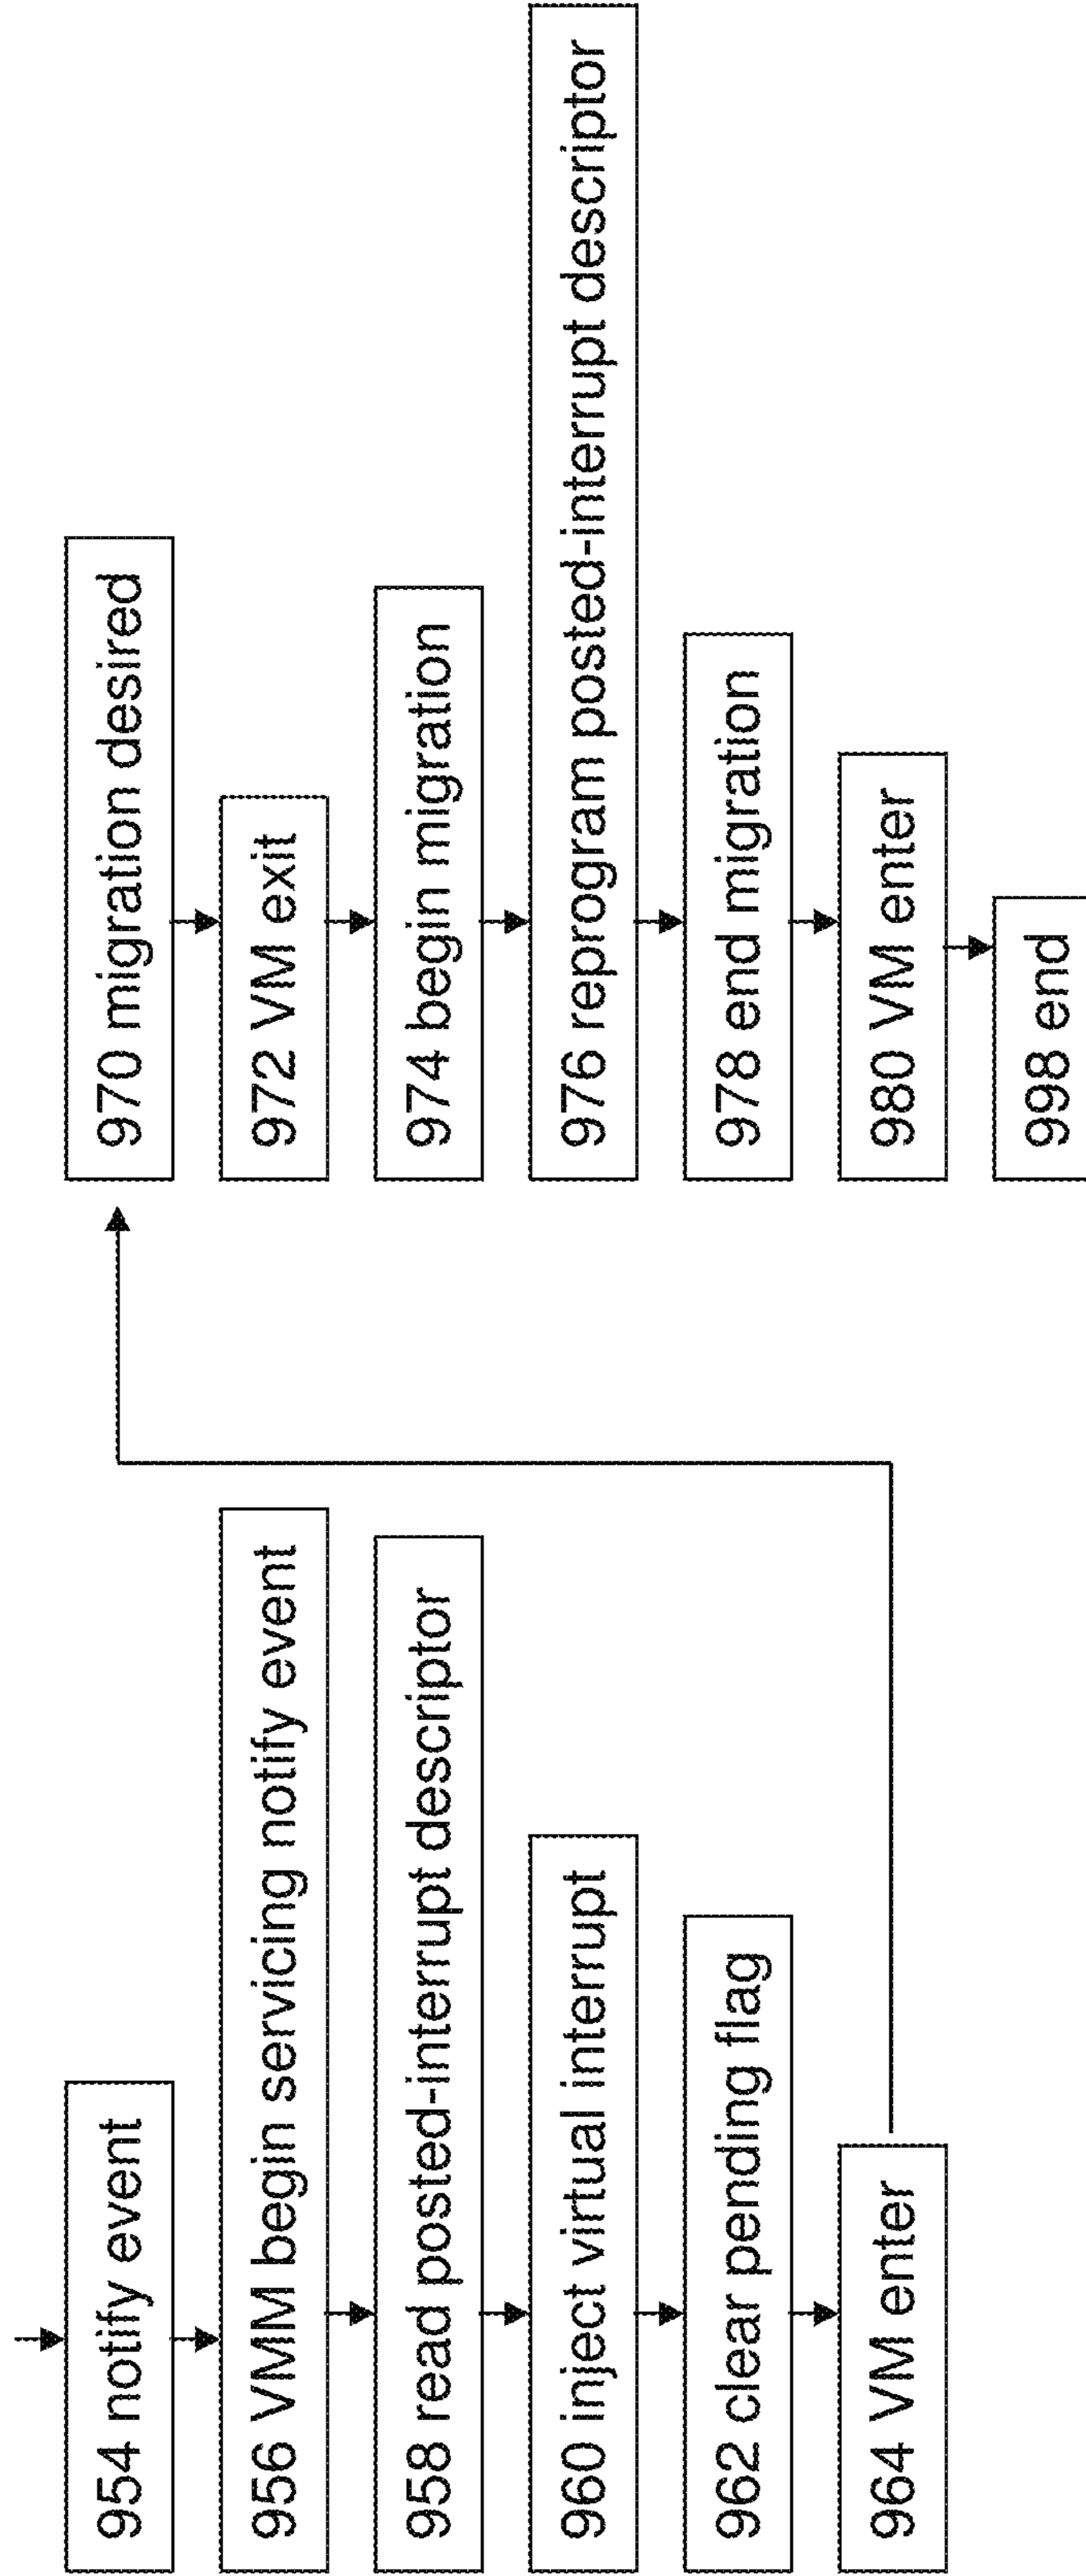 954 notify event
956 VMM begin servicing notify event
958 read posted-interrupt descriptor
960 inject virtual interrupt
962 clear pending flag
964 VM enter
970 migration desired
972 VM exit
974 begin migration
976 reprogram posted-interrupt descriptor
978 end migration
980 VM enter
998 end